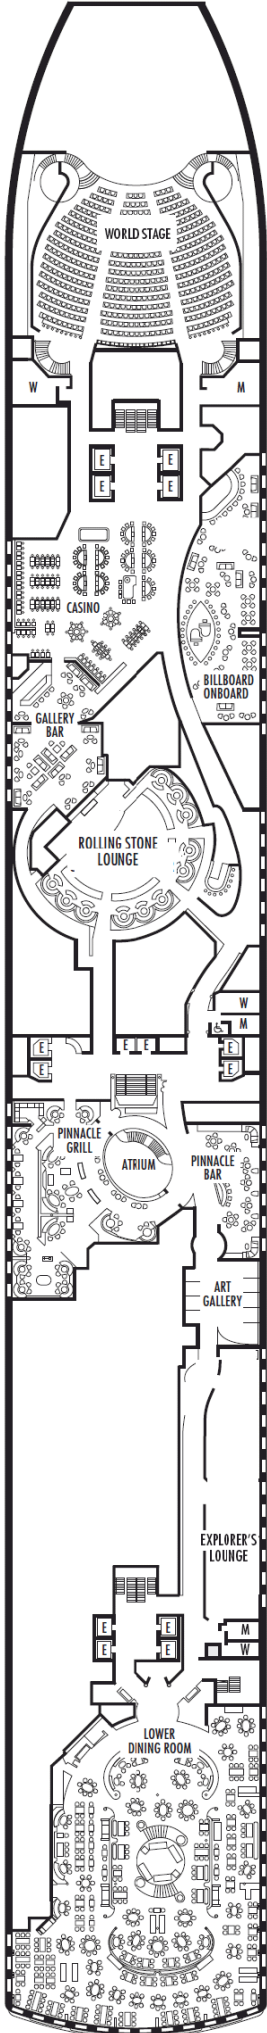 WORLD STAGE
W
M
E
E
E
E
CASINO
BILLBOARD
ONBOARD
GALLERY
BAR
ROLLING STONE
LOUNGE
W
M
E
E
E
E
E
E
PINNACLE
GRILL
ATRIUM
PINNACLE
BAR
ART
GALLERY
EXPLORER'S
LOUNGE
E
E
E
E
M
W
LOWER
DINING ROOM